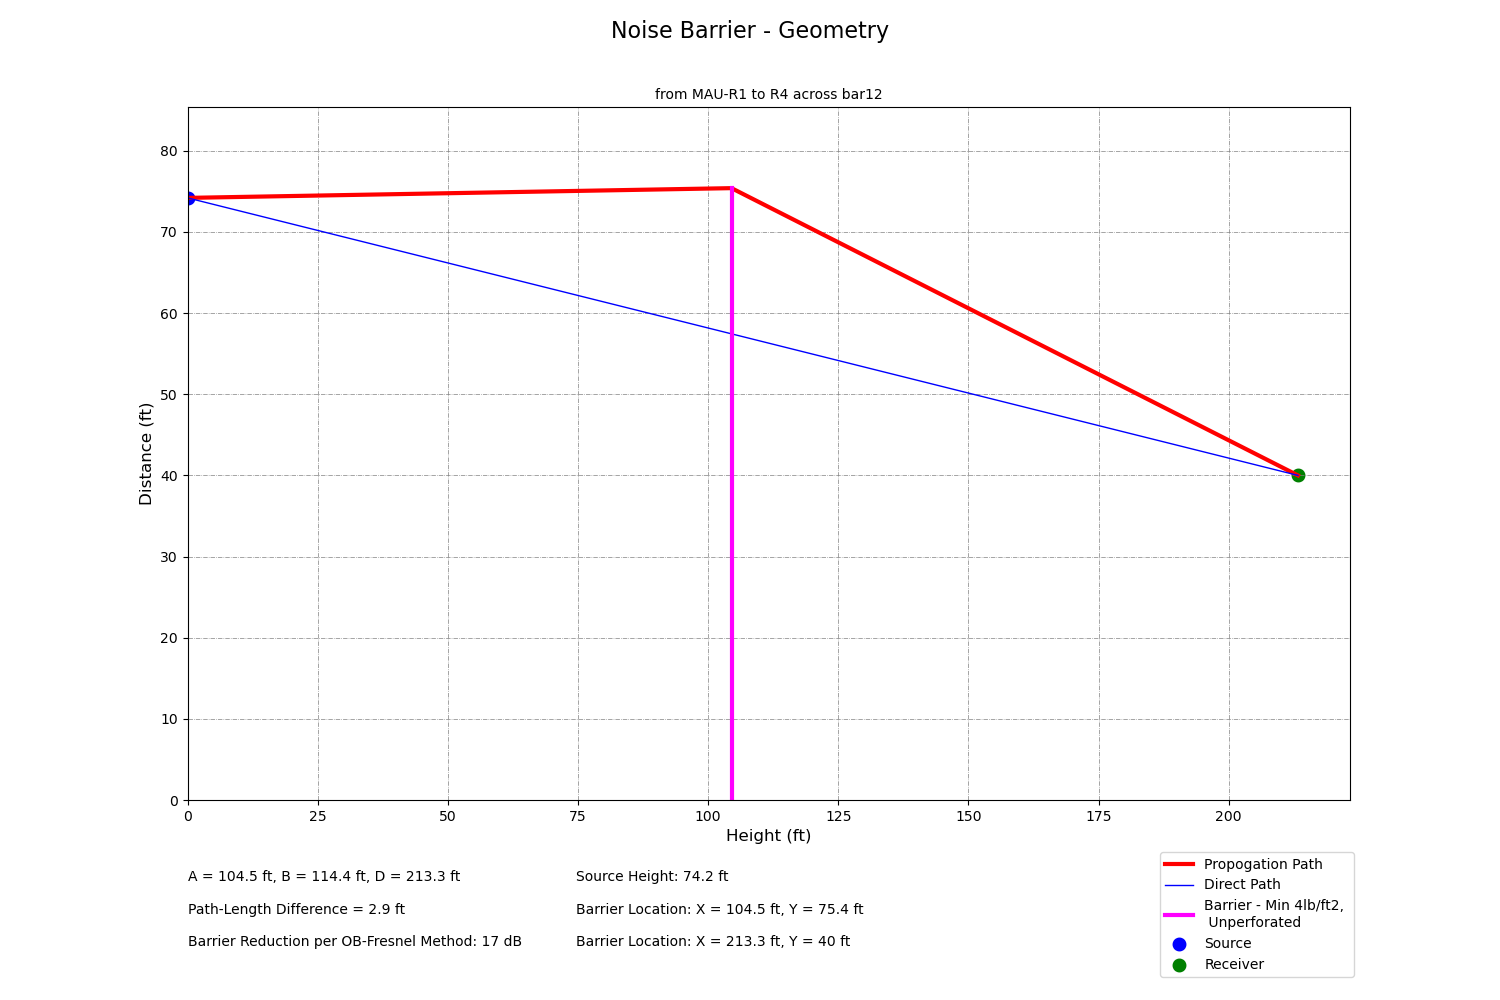 Noise Barrier - Geometry
from MAU-R1 to R4 across bar12
80
70
60
50
40
30
20
10
0
Distance (ft)
0 25 50 75 100 125 150 175 200
Height (ft)
A = 104.5 ft, B = 114.4 ft, D = 213.3 ft
Path-Length Difference = 2.9 ft
Barrier Reduction per OB-Fresnel Method: 17 dB
Source Height: 74.2 ft
Barrier Location: X = 104.5 ft, Y = 75.4 ft
Barrier Location: X = 213.3 ft, Y = 40 ft
Propogation Path
Direct Path
Barrier - Min 4lb/ft2,
Unperforated
Source
Receiver